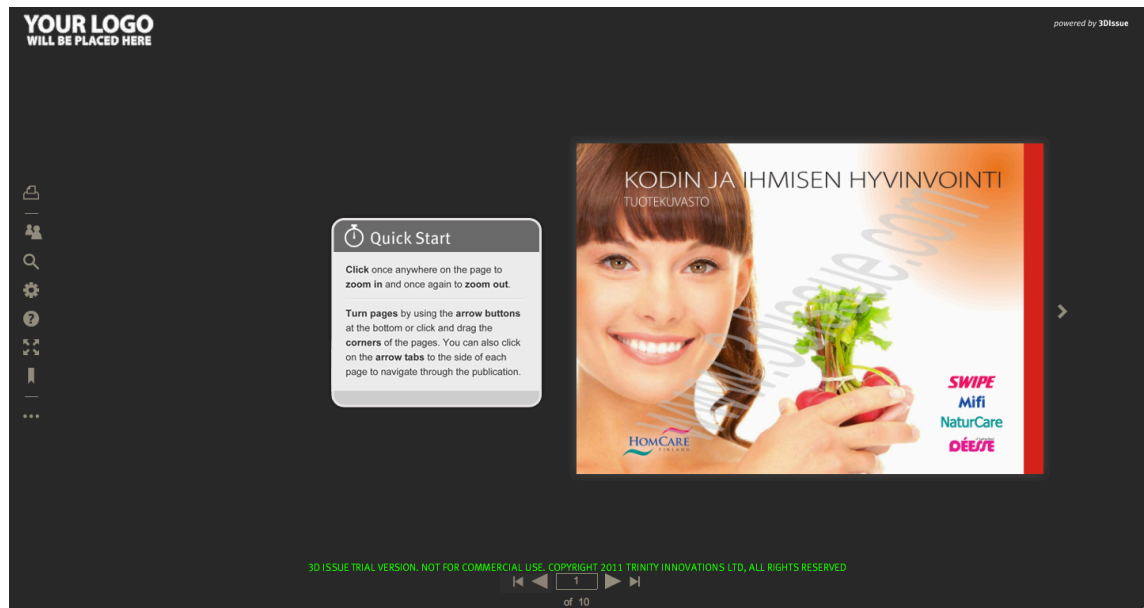 YOUR LOGO
WILL BE PLACED HERE
powered by 3DIssue
Quick Start
Click once anywhere on the page to
zoom in and once again to zoom out.
Turn pages by using the arrow buttons
at the bottom or click and drag the
corners of the pages. You can also click
on the arrow tabs to the side of each
page to navigate through the publication.
KODIN JA IHMISEN HYVINVOINTI
TUOTEKUVASTO
www.3dissue.com
SWIPE
Mifi
NaturCare
DÉESSE
HOMCARE
FINLAND
3D ISSUE TRIAL VERSION. NOT FOR COMMERCIAL USE. COPYRIGHT 2011 TRINITY INNOVATIONS LTD, ALL RIGHTS RESERVED
1
of 10